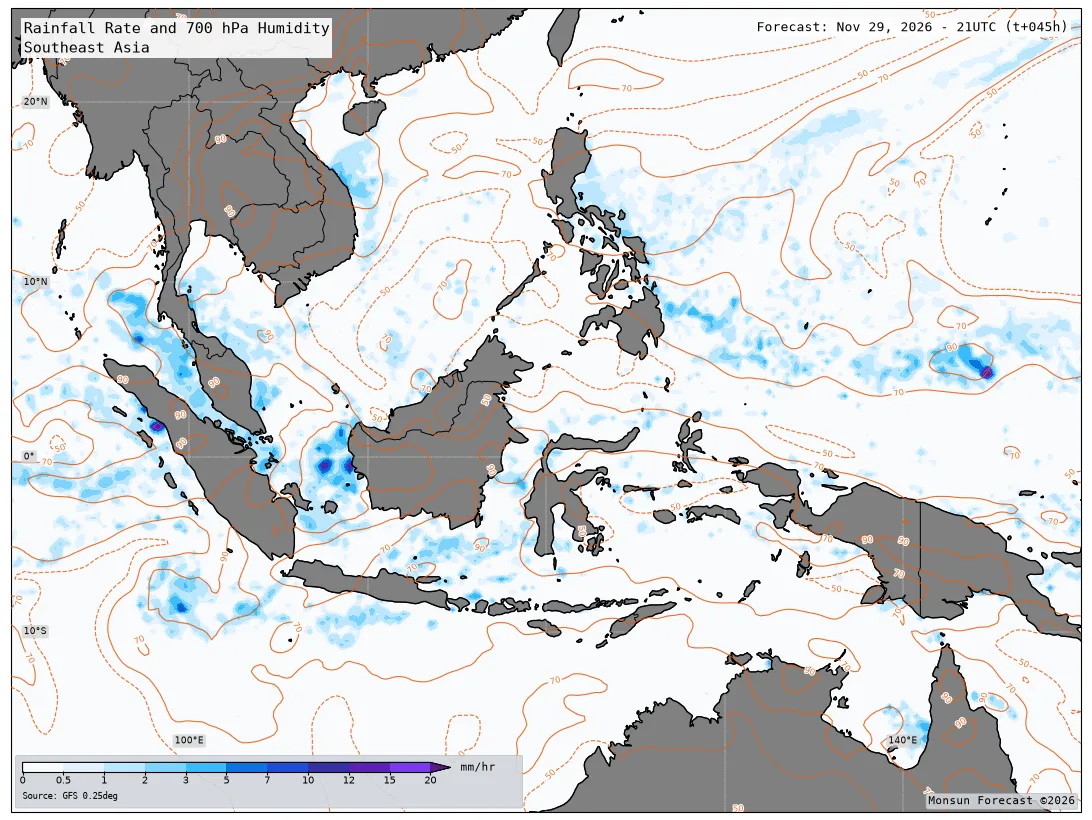 Rainfall Rate and 700 hPa Humidity
Southeast Asia
Forecast: Nov 29, 2026 - 21UTC (t+045h)
20°N
10°N
0°
10°S
100°E
140°E
0 0.5 1 2 3 5 7 10 12 15 20 mm/hr
Source: GFS 0.25deg
Monsun Forecast ©2026